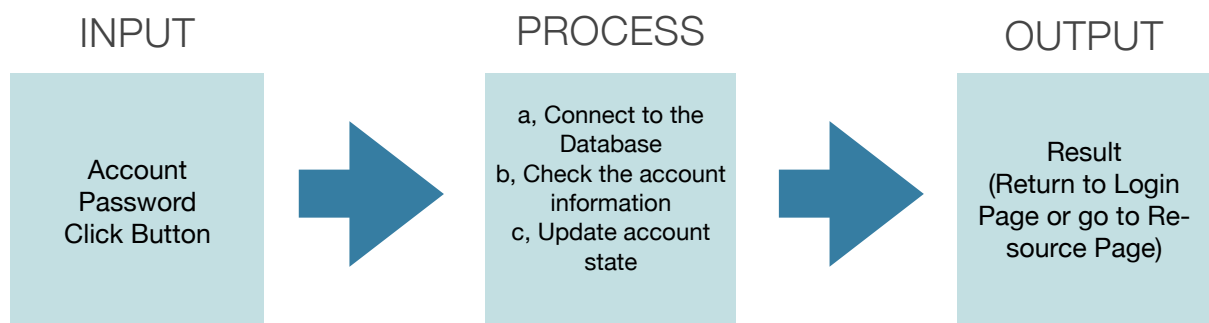 INPUT
Account
Password
Click Button
PROCESS
a, Connect to the
Database
b, Check the account
information
c, Update account
state
OUTPUT
Result
(Return to Login
Page or go to Re-
source Page)